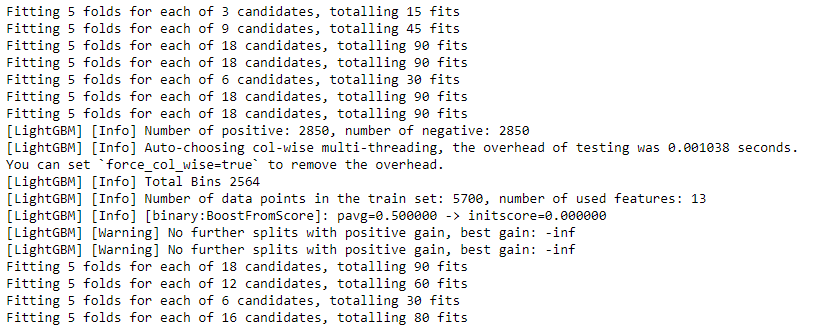 Fitting 5 folds for each of 3 candidates, totalling 15 fits
Fitting 5 folds for each of 9 candidates, totalling 45 fits
Fitting 5 folds for each of 18 candidates, totalling 90 fits
Fitting 5 folds for each of 18 candidates, totalling 90 fits
Fitting 5 folds for each of 6 candidates, totalling 30 fits
Fitting 5 folds for each of 18 candidates, totalling 90 fits
Fitting 5 folds for each of 18 candidates, totalling 90 fits
[LightGBM] [Info] Number of positive: 2850, number of negative: 2850
[LightGBM] [Info] Auto-choosing col-wise multi-threading, the overhead of testing was 0.001038 seconds.
You can set `force_col_wise=true` to remove the overhead.
[LightGBM] [Info] Total Bins 2564
[LightGBM] [Info] Number of data points in the train set: 5700, number of used features: 13
[LightGBM] [Info] [binary:BoostFromScore]: pavg=0.500000 -> initscore=0.000000
[LightGBM] [Warning] No further splits with positive gain, best gain: -inf
[LightGBM] [Warning] No further splits with positive gain, best gain: -inf
Fitting 5 folds for each of 18 candidates, totalling 90 fits
Fitting 5 folds for each of 12 candidates, totalling 60 fits
Fitting 5 folds for each of 6 candidates, totalling 30 fits
Fitting 5 folds for each of 16 candidates, totalling 80 fits